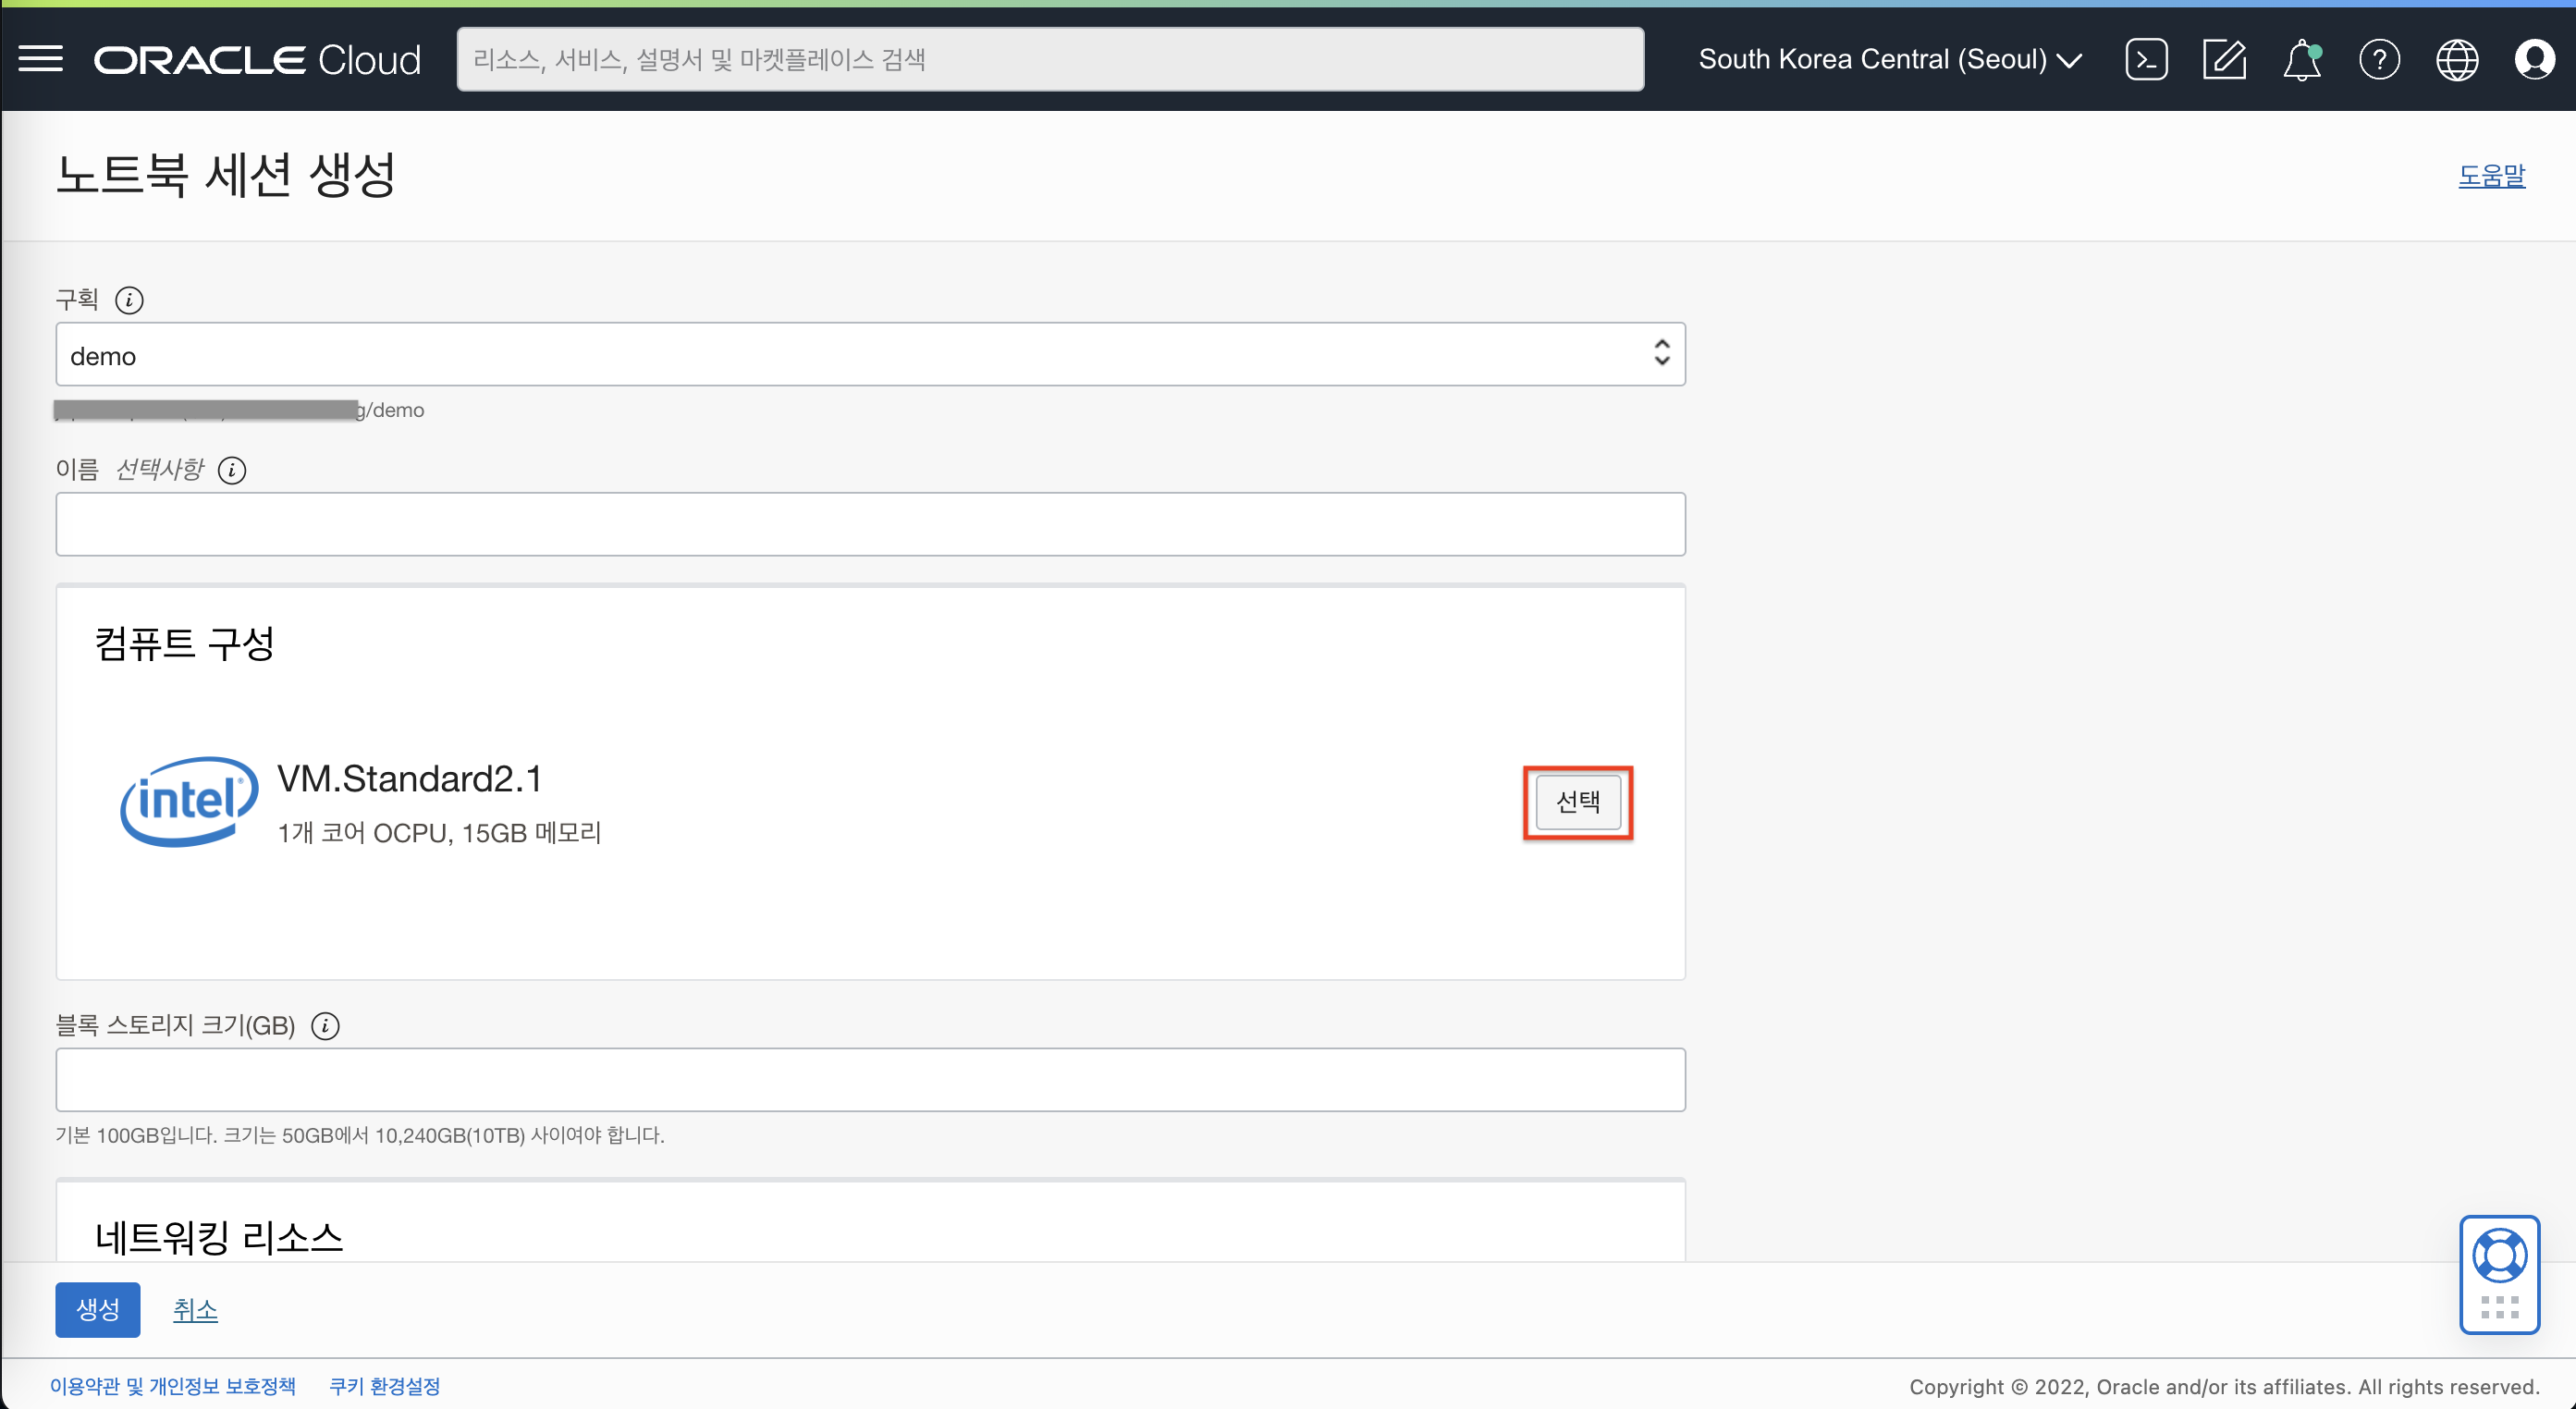 ORACLE Cloud
리소스, 서비스, 설명서 및 마켓플레이스 검색
South Korea Central (Seoul)
노트북 세션 생성
도움말
구획
demo
g/demo
이름 선택사항
컴퓨트 구성
intel
VM.Standard2.1
1개 코어 OCPU, 15GB 메모리
선택
블록 스토리지 크기(GB)
기본 100GB입니다. 크기는 50GB에서 10,240GB(10TB) 사이여야 합니다.
네트워킹 리소스
생성
취소
이용약관 및 개인정보 보호정책
쿠키 환경설정
Copyright © 2022, Oracle and/or its affiliates. All rights reserved.